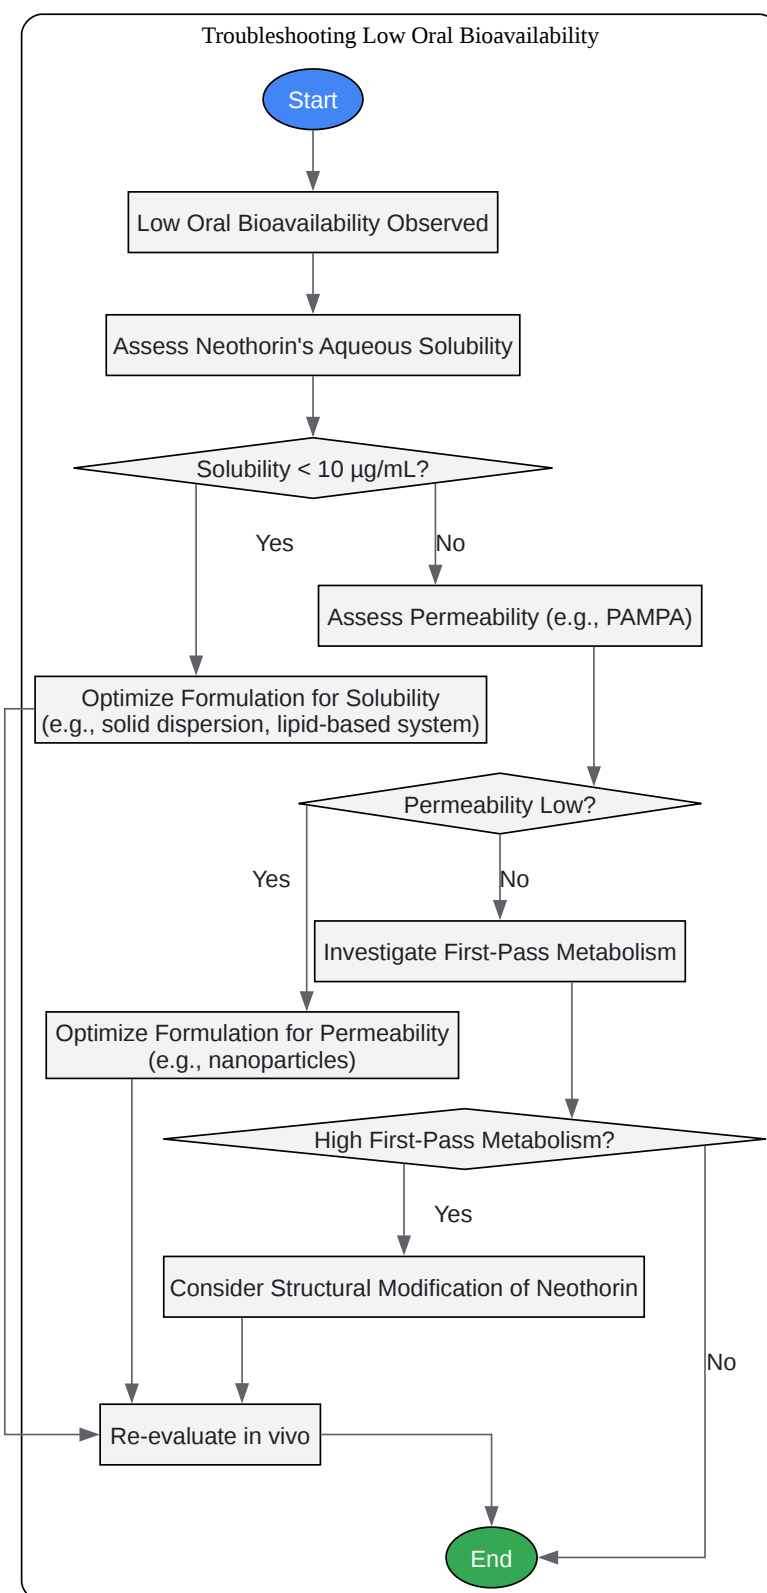 Troubleshooting Low Oral Bioavailability
Start
Low Oral Bioavailability Observed
Assess Neothorin's Aqueous Solubility
Solubility < 10 µg/mL?
Yes
No
Assess Permeability (e.g., PAMPA)
Optimize Formulation for Solubility
(e.g., solid dispersion, lipid-based system)
Permeability Low?
Yes
No
Investigate First-Pass Metabolism
Optimize Formulation for Permeability
(e.g., nanoparticles)
High First-Pass Metabolism?
Yes
Consider Structural Modification of Neothorin
No
Re-evaluate in vivo
End